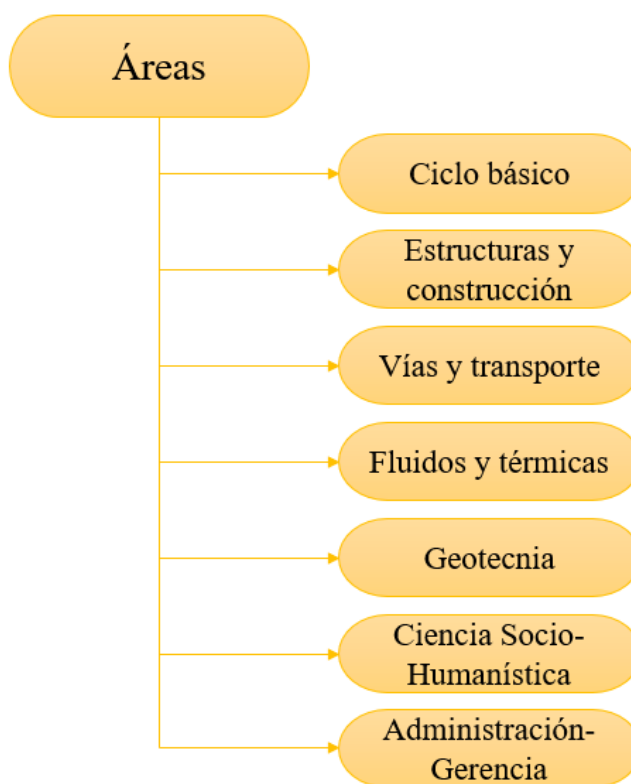 Áreas
Ciclo básico
Estructuras y
construcción
Vías y transporte
Fluidos y térmicas
Geotecnia
Ciencia Socio-
Humanística
Administración-
Gerencia